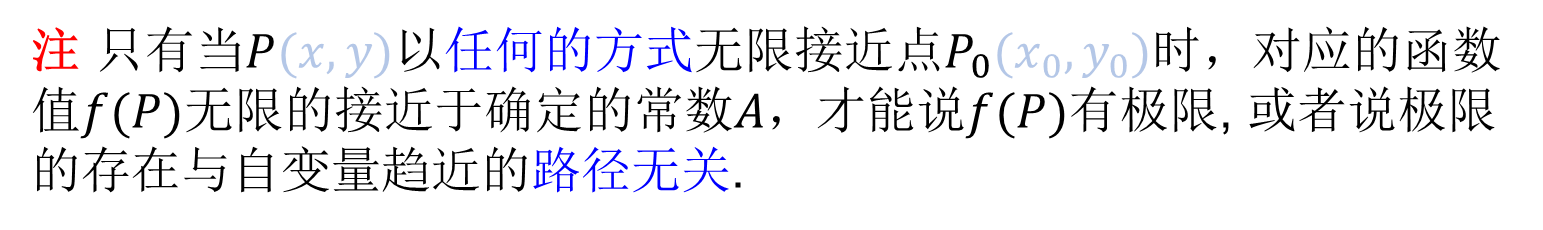 注 只有当P(x, y)以任何的方式无限接近点P₀(x₀, y₀)时，对应的函数
值f(P)无限的接近于确定的常数A，才能说f(P)有极限, 或者说极限
的存在与自变量趋近的路径无关.